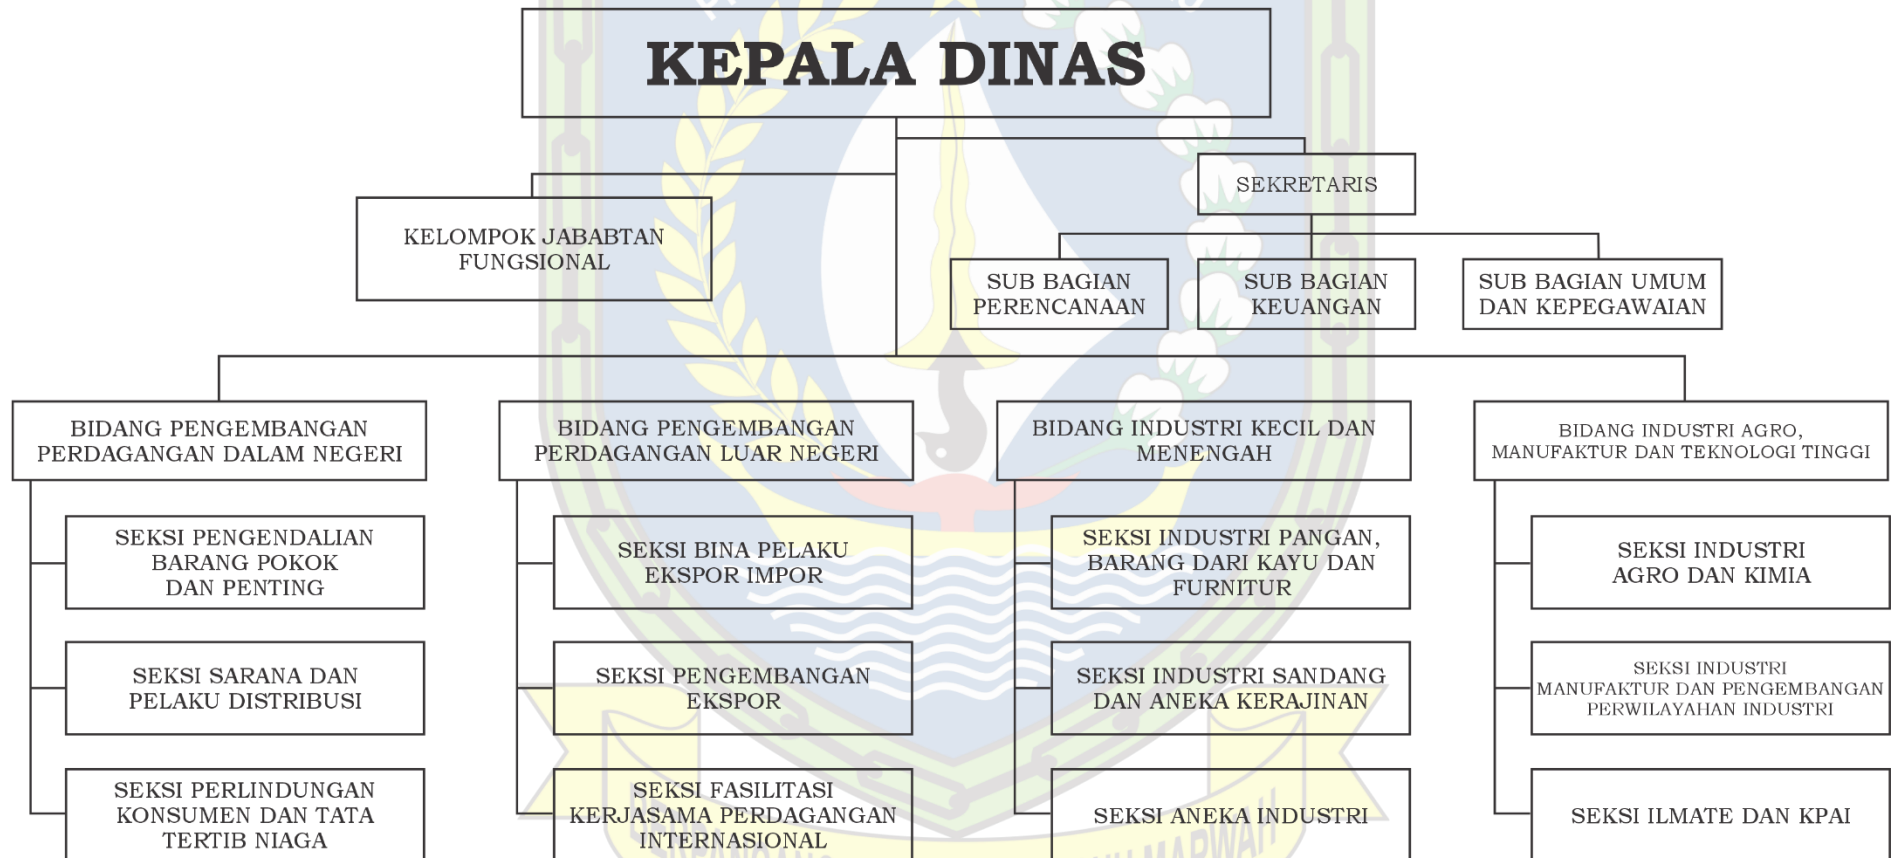 KEPALA DINAS
SEKRETARIS
KELOMPOK JABABTAN
FUNGSIONAL
SUB BAGIAN
PERENCANAAN
SUB BAGIAN
KEUANGAN
SUB BAGIAN UMUM
DAN KEPEGAWAIAN
BIDANG PENGEMBANGAN
PERDAGANGAN DALAM NEGERI
BIDANG PENGEMBANGAN
PERDAGANGAN LUAR NEGERI
BIDANG INDUSTRI KECIL DAN
MENENGAH
BIDANG INDUSTRI AGRO,
MANUFAKTUR DAN TEKNOLOGI TINGGI
SEKSI PENGENDALIAN
BARANG POKOK
DAN PENTING
SEKSI BINA PELAKU
EKSPOR IMPOR
SEKSI INDUSTRI PANGAN,
BARANG DARI KAYU DAN
FURNITUR
SEKSI INDUSTRI
AGRO DAN KIMIA
SEKSI SARANA DAN
PELAKU DISTRIBUSI
SEKSI PENGEMBANGAN
EKSPOR
SEKSI INDUSTRI SANDANG
DAN ANEKA KERAJINAN
SEKSI INDUSTRI
MANUFAKTUR DAN PENGEMBANGAN
PERWILAYAHAN INDUSTRI
SEKSI PERLINDUNGAN
KONSUMEN DAN TATA
TERTIB NIAGA
SEKSI FASILITASI
KERJASAMA PERDAGANGAN
INTERNASIONAL
SEKSI ANEKA INDUSTRI
SEKSI ILMATE DAN KPAI
MARWAH